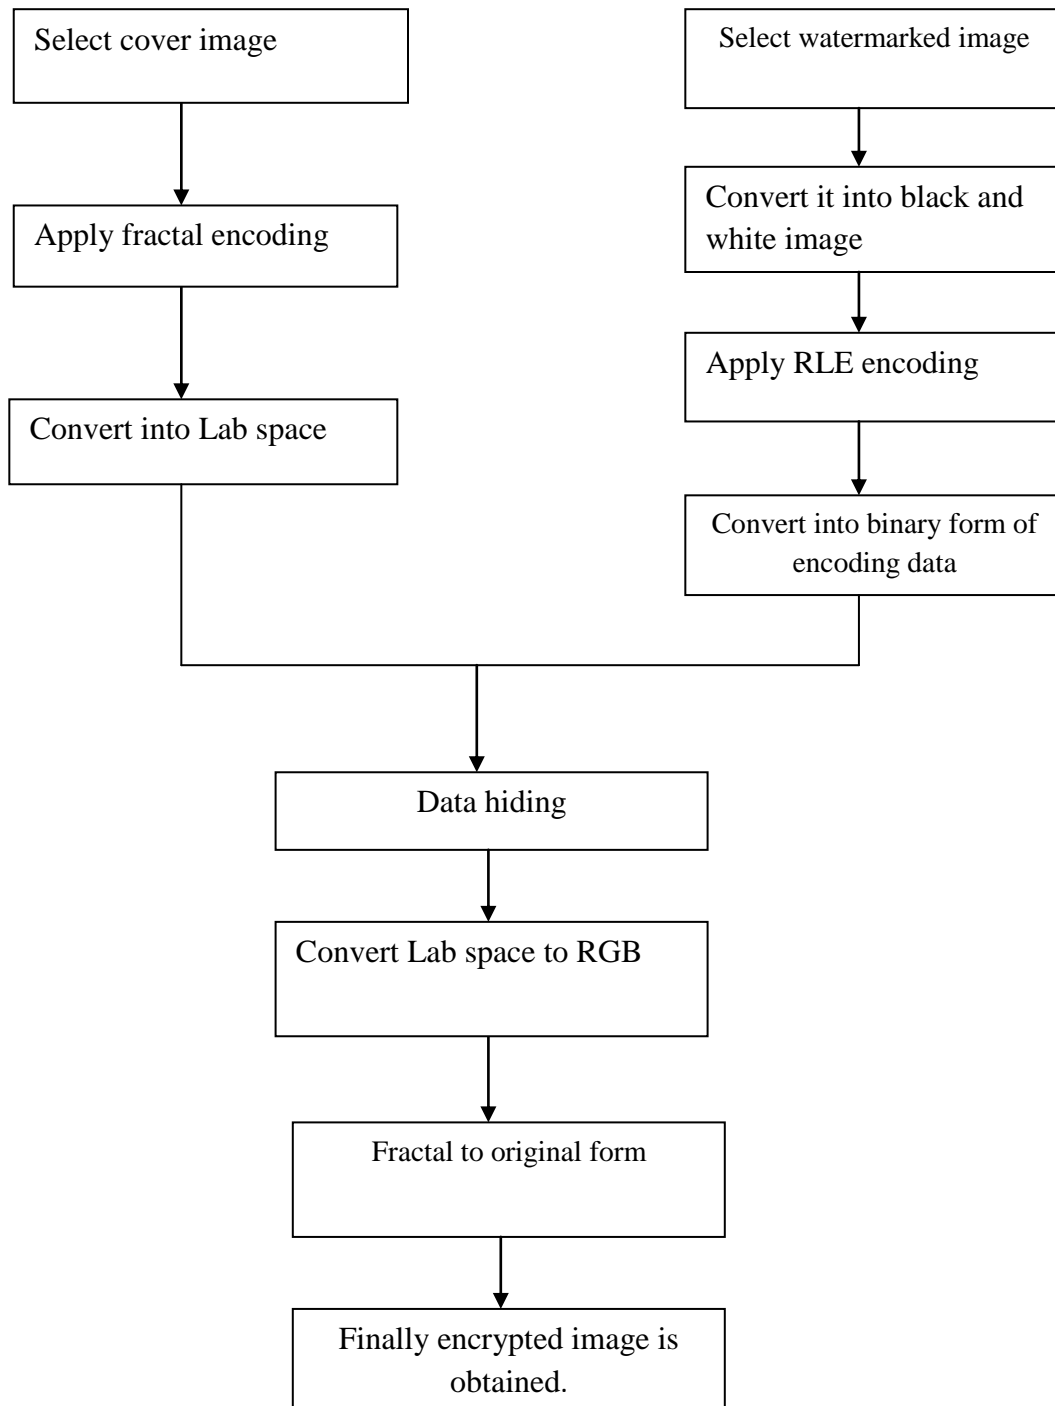 Select cover image
Apply fractal encoding
Convert into Lab space
Select watermarked image
Convert it into black and
white image
Apply RLE encoding
Convert into binary form of
encoding data
Data hiding
Convert Lab space to RGB
Fractal to original form
Finally encrypted image is
obtained.